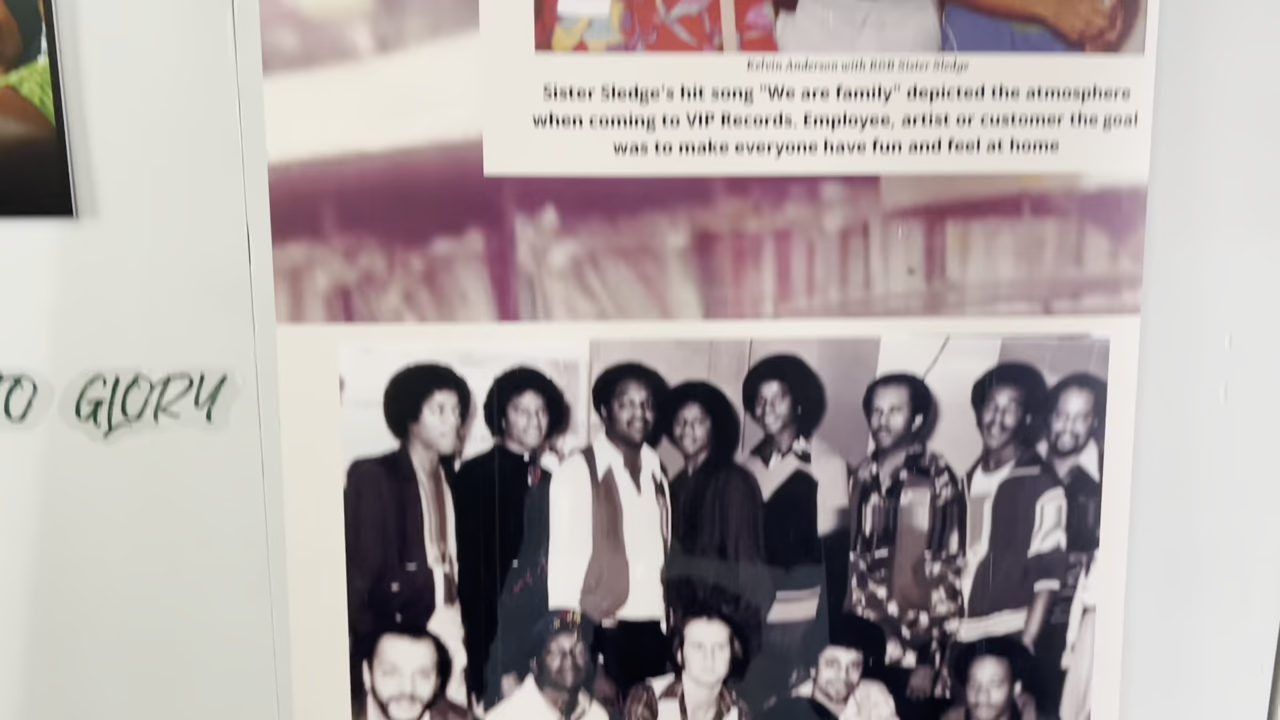 Kelvin Anderson with R&B Sister Sledge
Sister Sledge's hit song "We are family" depicted the atmosphere
when coming to VIP Records. Employee, artist or customer the goal
was to make everyone have fun and feel at home
TO GLORY